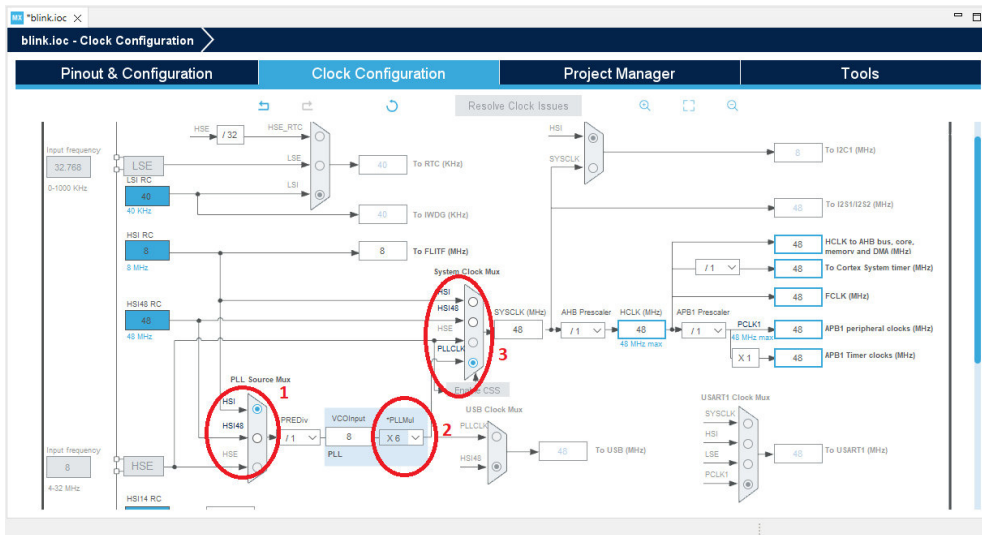 MX *blink.ioc ×
blink.ioc - Clock Configuration
Pinout & Configuration
Clock Configuration
Project Manager
Tools
Resolve Clock Issues
HSE
/ 32
HSE_RTC
HSI
Input frequency
32.768
0-1000 KHz
LSE
LSE
40
To RTC (KHz)
SYSCLK
8
To I2C1 (MHz)
LSI RC
40
40 KHz
LSI
40
To IWDG (KHz)
48
To I2S1/I2S2 (MHz)
HSI RC
8
8 MHz
8
To FLITF (MHz)
48
HCLK to AHB bus, core,
memory and DMA (MHz)
System Clock Mux
/ 1
48
To Cortex System timer (MHz)
HSI
48
FCLK (MHz)
HSI48 RC
48
48 MHz
HSI48
HSE
PLLCLK
3
SYSCLK (MHz)
48
AHB Prescaler
/ 1
HCLK (MHz)
48
48 MHz max
APB1 Prescaler
/ 1
PCLK1
48 MHz max
48
APB1 peripheral clocks (MHz)
X 1
48
APB1 Timer clocks (MHz)
Enable CSS
PLL Source Mux
1
HSI
HSI48
HSE
PREDiv
/ 1
VCOInput
8
PLL
*PLLMul
X 6
2
USB Clock Mux
PLLCLK
HSI48
48
To USB (MHz)
USART1 Clock Mux
SYSCLK
HSI
LSE
PCLK1
48
To USART1 (MHz)
Input frequency
8
4-32 MHz
HSE
HSI14 RC